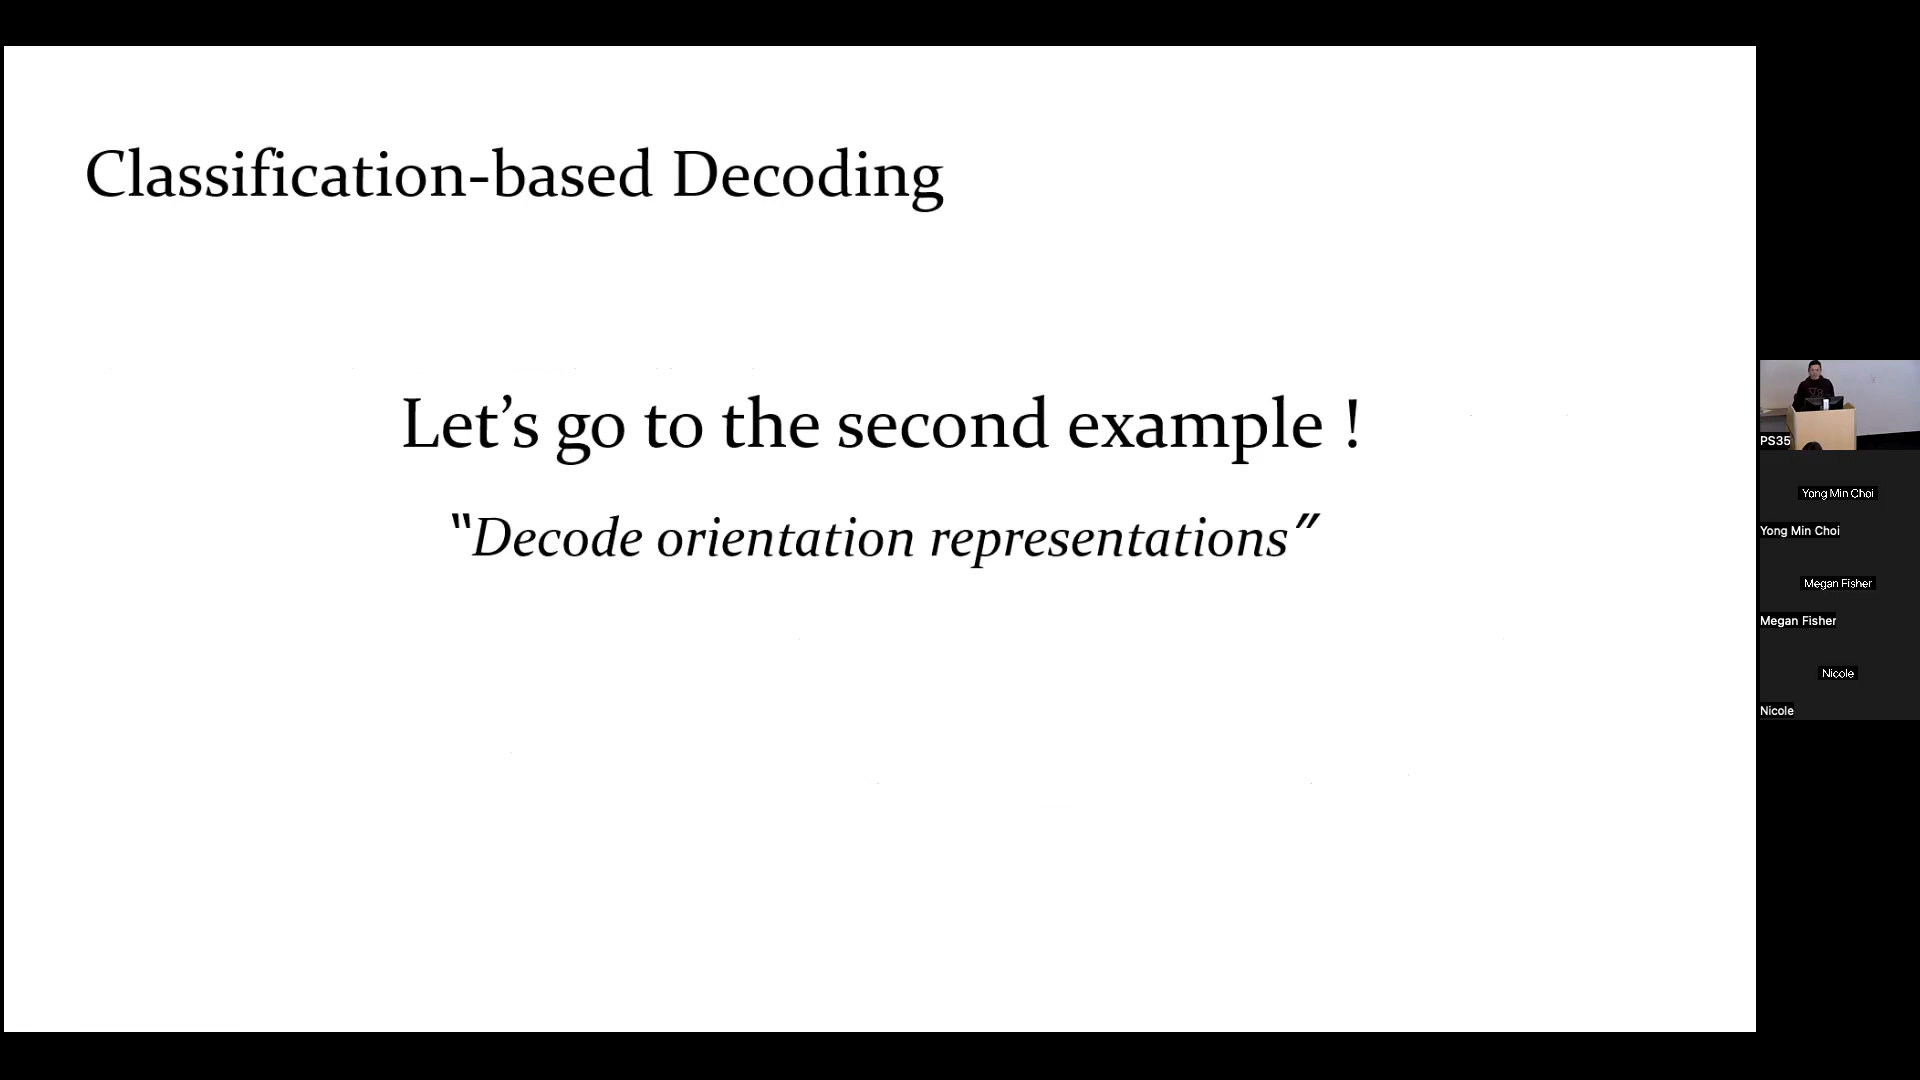 Classification-based Decoding
Let’s go to the second example !
“Decode orientation representations”
PS35
Yong Min Choi
Yong Min Choi
Megan Fisher
Megan Fisher
Nicole
Nicole